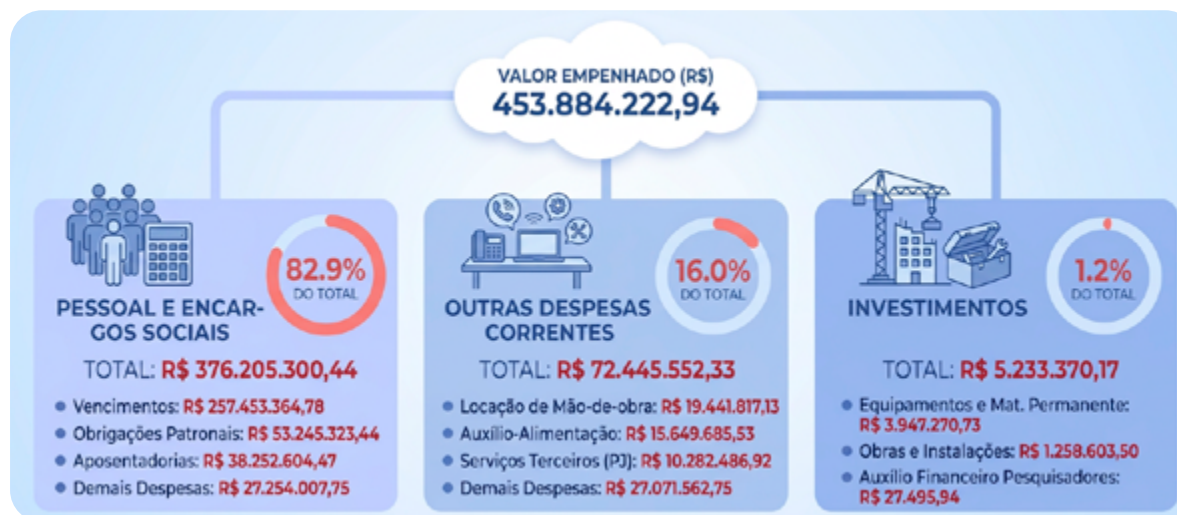 VALOR EMPENHADO (R$)
453.884.222,94
82.9%
DO TOTAL
PESSOAL E ENCAR-
GOS SOCIAIS
TOTAL: R$ 376.205.300,44
Vencimentos: R$ 257.453.364,78
Obrigações Patronais: R$ 53.245.323,44
Aposentadorias: R$ 38.252.604,47
Demais Despesas: R$ 27.254.007,75
16.0%
DO TOTAL
OUTRAS DESPESAS
CORRENTES
TOTAL: R$ 72.445.552,33
Locação de Mão-de-obra: R$ 19.441.817,13
Auxílio-Alimentação: R$ 15.649.685,53
Serviços Terceiros (PJ): R$ 10.282.486,92
Demais Despesas: R$ 27.071.562,75
1.2%
DO TOTAL
INVESTIMENTOS
TOTAL: R$ 5.233.370,17
Equipamentos e Mat. Permanente:
R$ 3.947.270,73
Obras e Instalações: R$ 1.258.603,50
Auxílio Financeiro Pesquisadores:
R$ 27.495,94